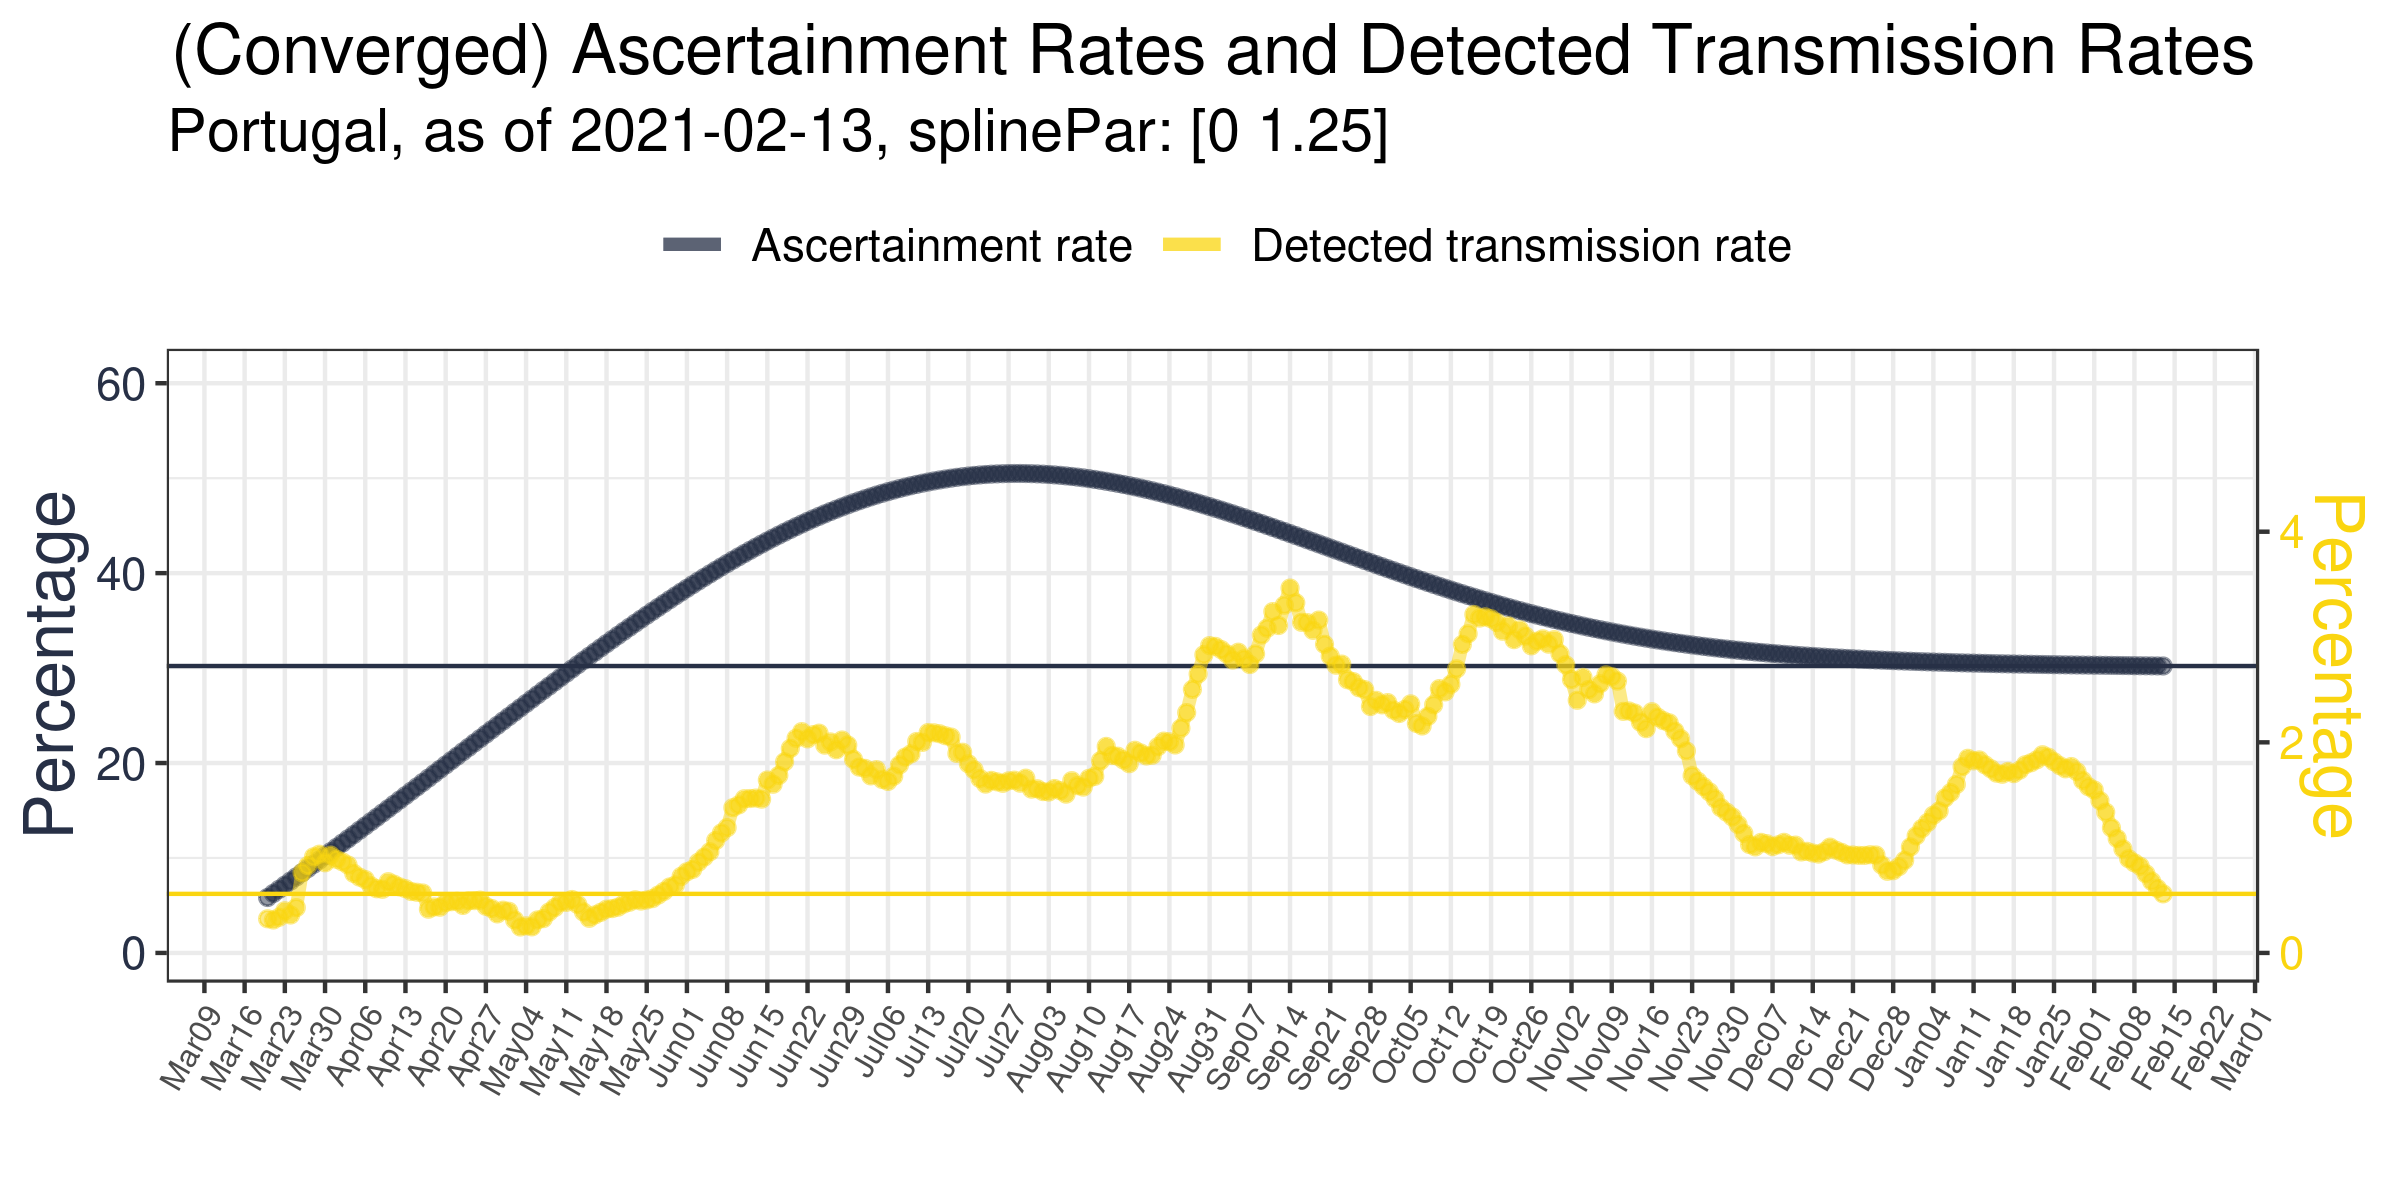 (Converged) Ascertainment Rates and Detected Transmission Rates
Portugal, as of 2021-02-13, splinePar: [0 1.25]
Ascertainment rate
Detected transmission rate
Percentage
60
40
20
0
4
2
0
Percentage
Mar09
Mar16
Mar23
Mar30
Apr06
Apr13
Apr20
Apr27
May04
May11
May18
May25
Jun01
Jun08
Jun15
Jun22
Jun29
Jul06
Jul13
Jul20
Jul27
Aug03
Aug10
Aug17
Aug24
Aug31
Sep07
Sep14
Sep21
Sep28
Oct05
Oct12
Oct19
Oct26
Nov02
Nov09
Nov16
Nov23
Nov30
Dec07
Dec14
Dec21
Dec28
Jan04
Jan11
Jan18
Jan25
Feb01
Feb08
Feb15
Feb22
Mar01